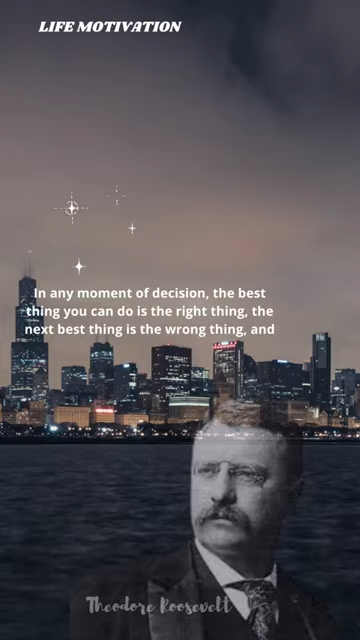 LIFE MOTIVATION
In any moment of decision, the best
thing you can do is the right thing, the
next best thing is the wrong thing, and
Theodore Roosevelt